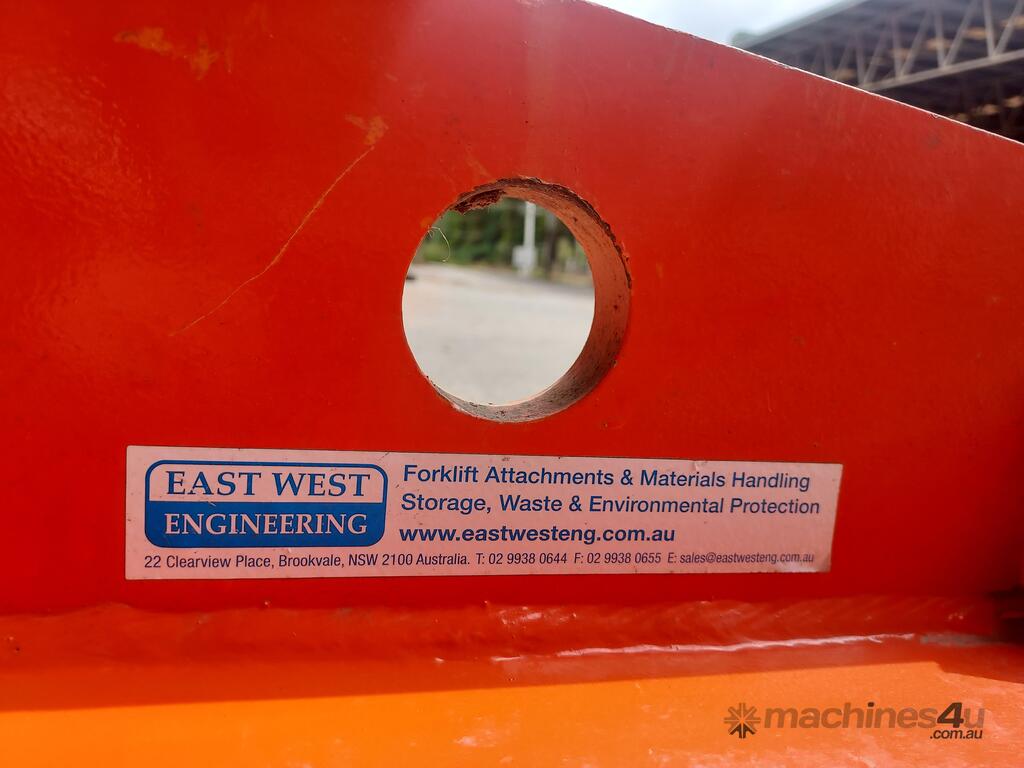 EAST WEST
ENGINEERING
Forklift Attachments & Materials Handling
Storage, Waste & Environmental Protection
www.eastwesteng.com.au
22 Clearview Place, Brookvale, NSW 2100 Australia. T: 02 9938 0644 F: 02 9938 0655 E: sales@eastwesteng.com.au
machines4u
.com.au